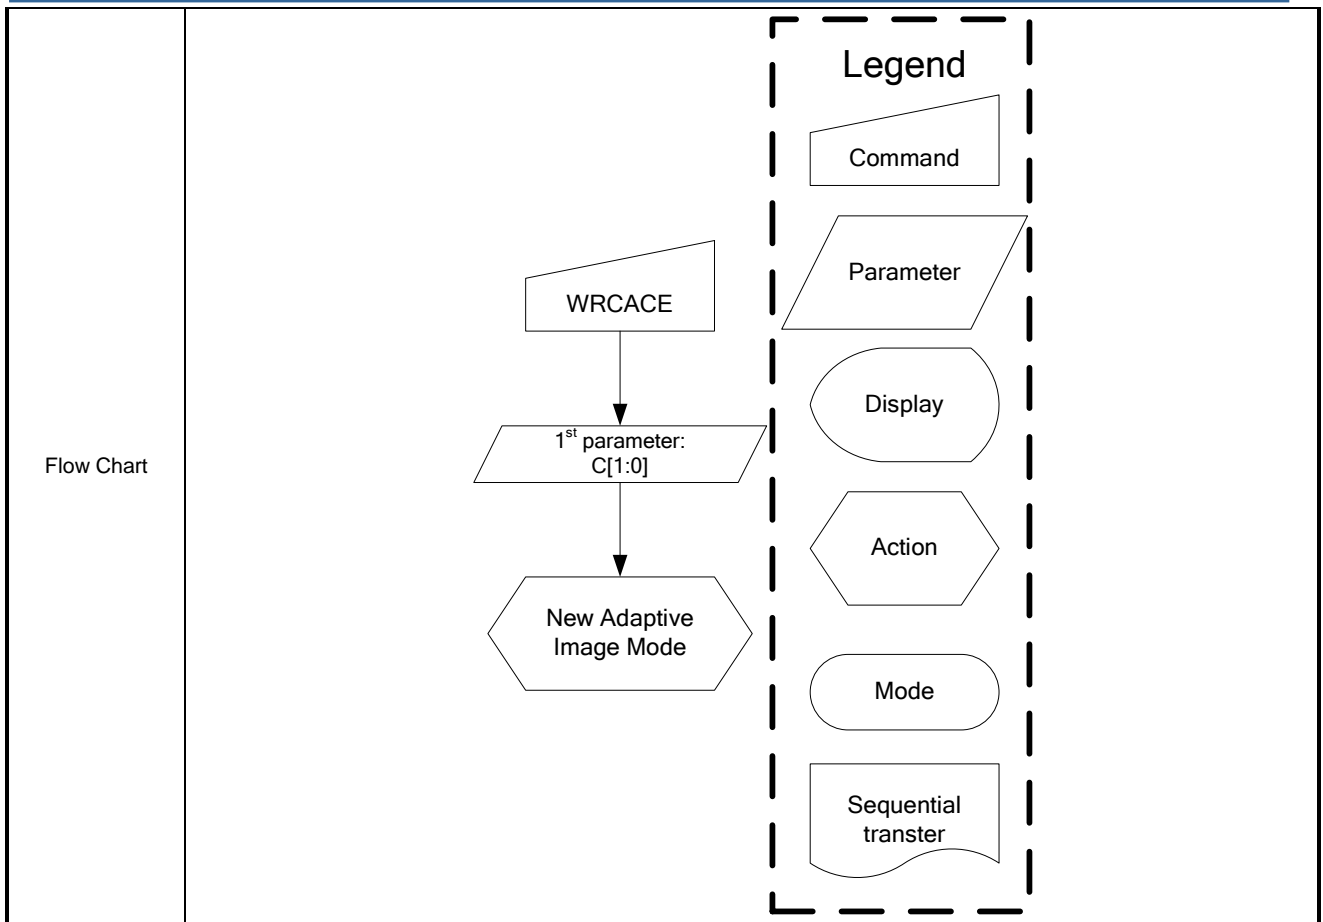 Flow Chart
WRCACE
1st parameter:
C[1:0]
New Adaptive
Image Mode
Legend
Command
Parameter
Display
Action
Mode
Sequential
transter